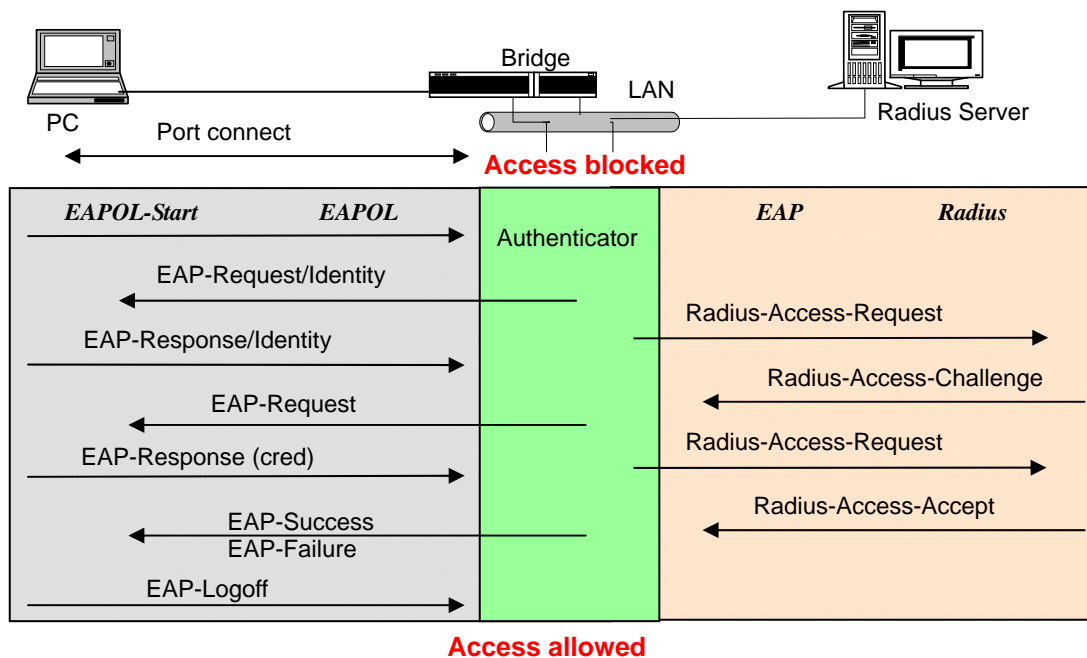 Bridge
LAN
PC
Radius Server
Port connect
Access blocked
EAPOL-Start EAPOL
EAP Radius
Authenticator
EAP-Request/Identity
Radius-Access-Request
EAP-Response/Identity
Radius-Access-Challenge
EAP-Request
Radius-Access-Request
EAP-Response (cred)
Radius-Access-Accept
EAP-Success
EAP-Failure
EAP-Logoff
Access allowed